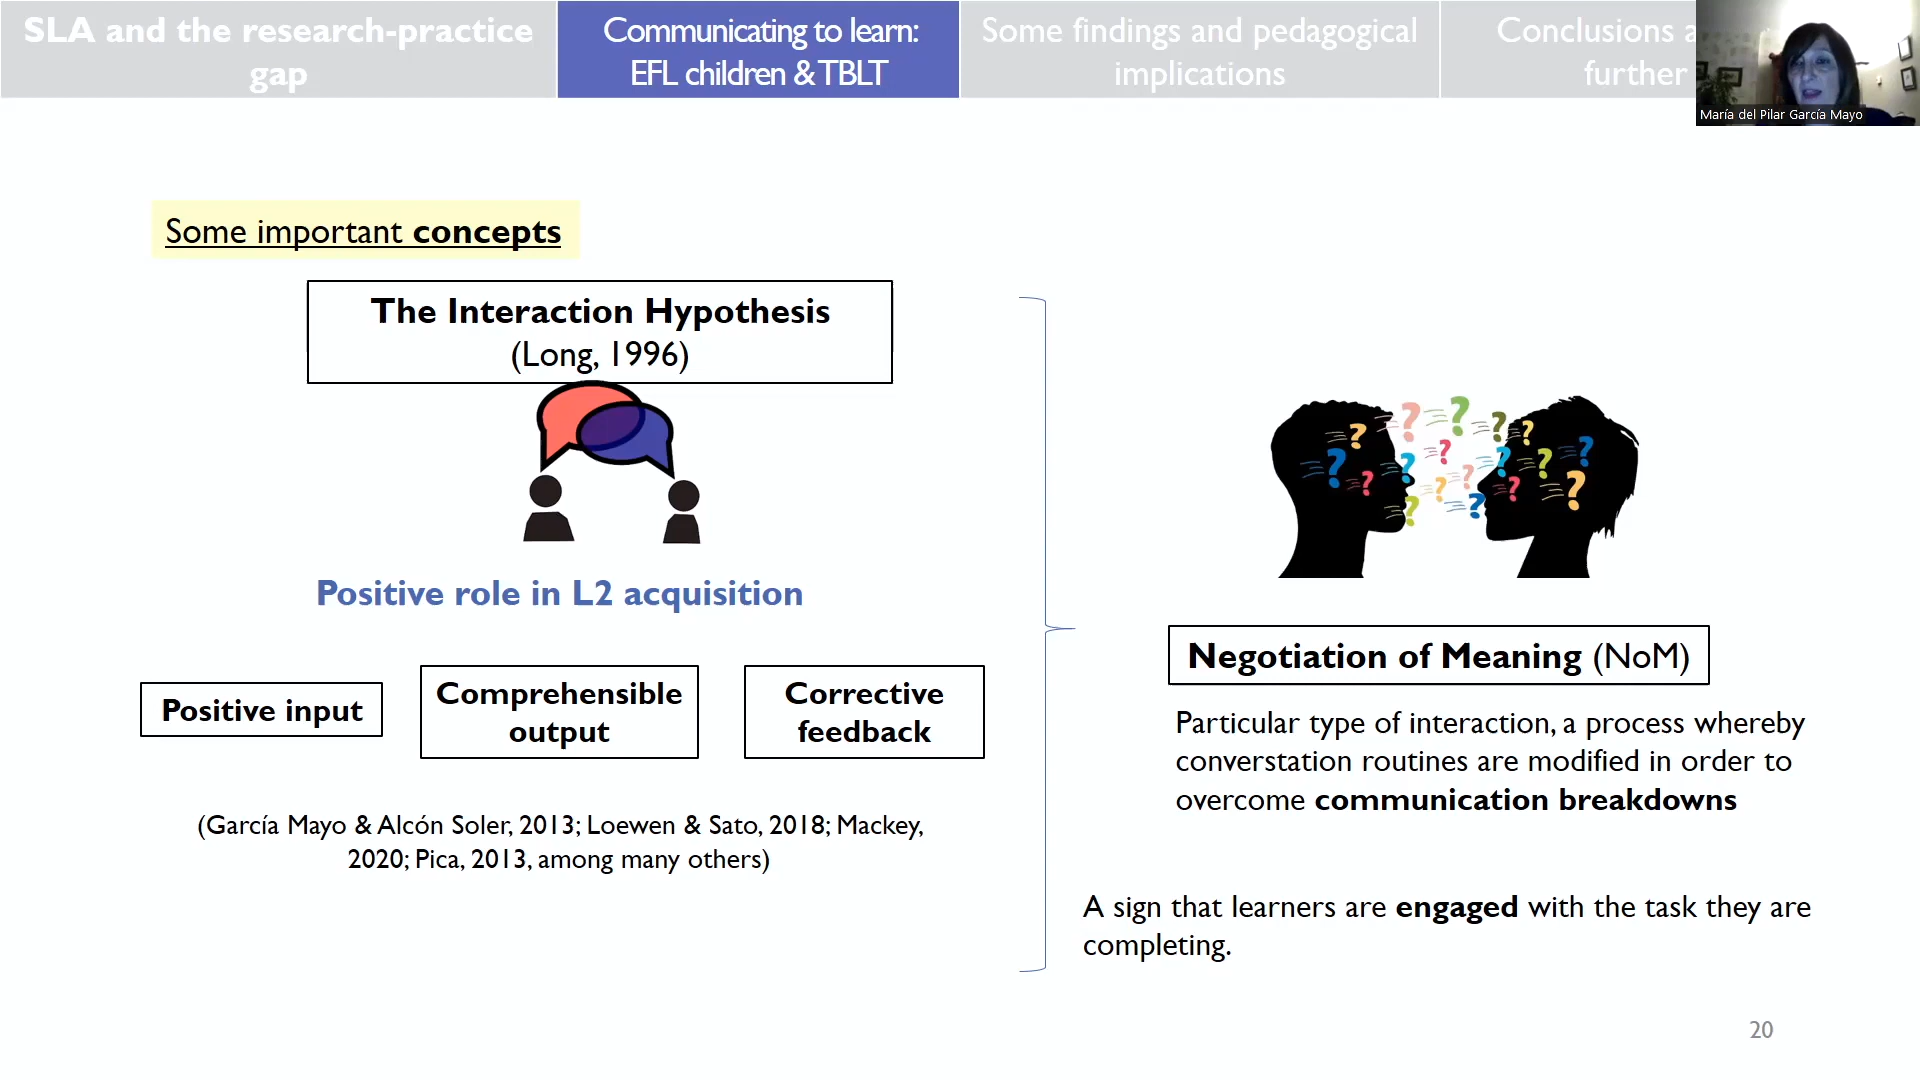 SLA and the research-practice
gap
Communicating to learn:
EFL children & TBLT
Some findings and pedagogical
implications
Conclusions
further
María del Pilar García Mayo
Some important concepts
The Interaction Hypothesis
(Long, 1996)
Positive role in L2 acquisition
Positive input
Comprehensible
output
Corrective
feedback
(García Mayo & Alcón Soler, 2013; Loewen & Sato, 2018; Mackey,
2020; Pica, 2013, among many others)
Negotiation of Meaning (NoM)
Particular type of interaction, a process whereby
converstation routines are modified in order to
overcome communication breakdowns
A sign that learners are engaged with the task they are
completing.
20